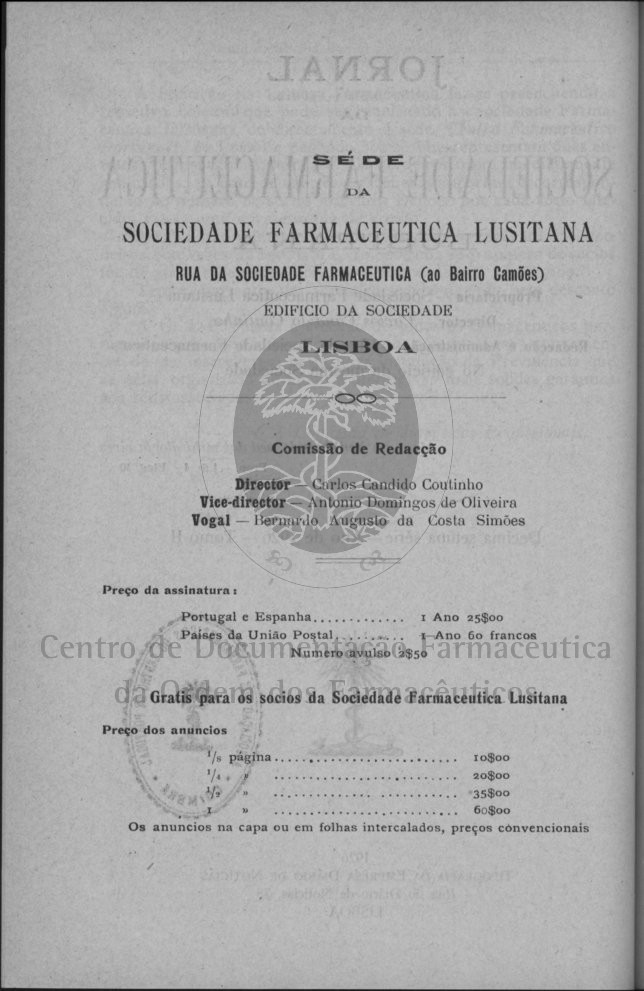 SÉDE
DA
SOCIEDADE FARMACEUTICA LUSITANA
RUA DA SOCIEDADE FARMACEUTICA (ao Bairro Camões)
EDIFICIO DA SOCIEDADE
LISBOA
Comissão de Redacção
Director — Carlos Candido Coutinho
Vice-director — Antonio Domingos de Oliveira
Vogal — Bernardo Augusto da Costa Simões
Preço da assinatura:
Portugal e Espanha............. 1 Ano 25$00
Países da União Postal.......... 1 Ano 60 francos
Numero avulso 2$50
Centro de Documentação Farmacêutica
da Ordem dos Farmacêuticos
Gratis para os socios da Sociedade Farmaceutica Lusitana
Preço dos anuncios
1/8 página............................ 10$00
1/4 » ............................ 20$00
1/2 » ............................ 35$00
1 » ............................ 60$00
Os anuncios na capa ou em folhas intercalados, preços convencionais